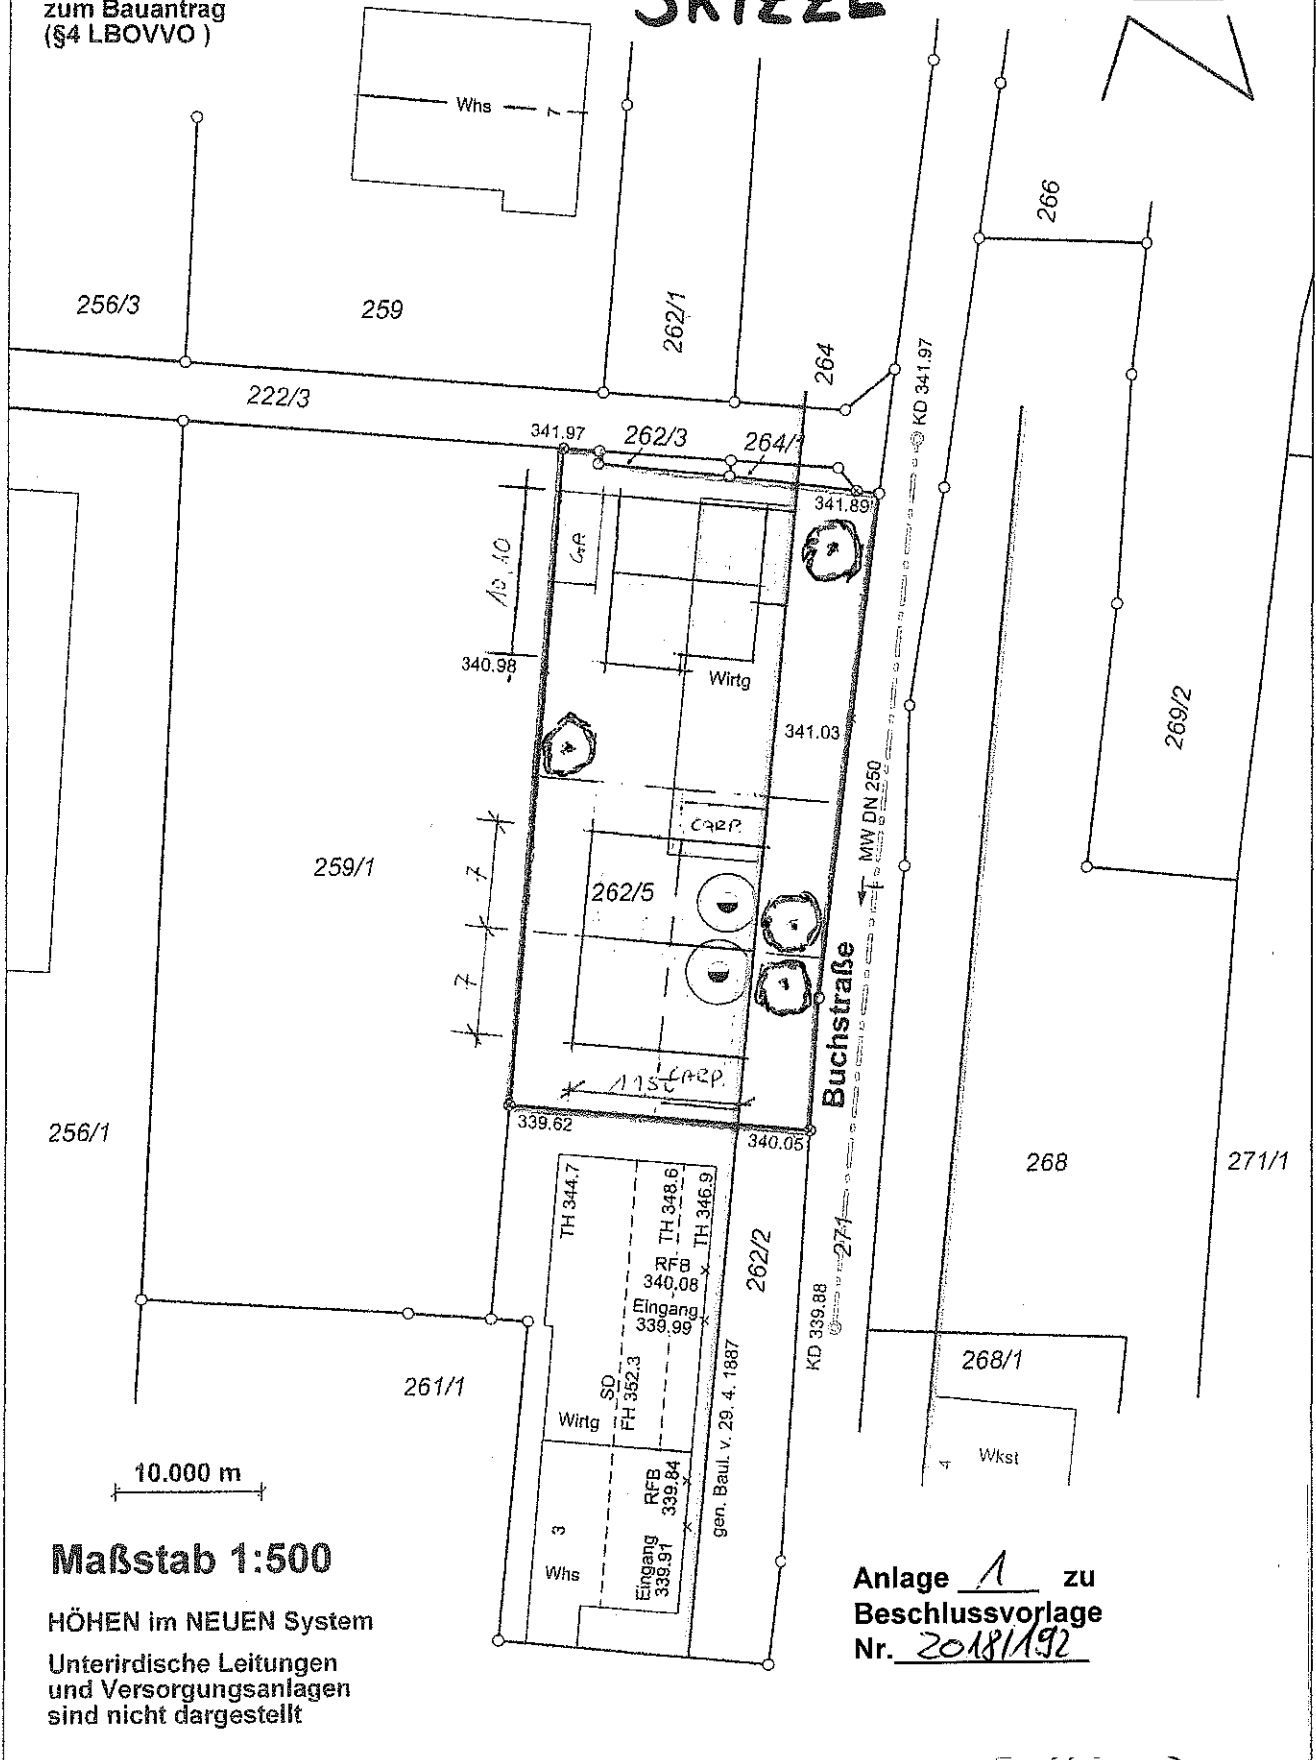 zum Bauantrag
(§4 LBOVVO )
SKIZZE
Whs
7
266
256/3
259
262/1
264
KD 341.97
222/3
341.97
262/3
264/1
341.89
GA
10.10
340.98
Wirtg
341.03
269/2
MW DN 250
CARP.
259/1
7
262/5
7
Buchstraße
CARP.
339.62
340.05
256/1
268
271/1
TH 344.7
TH 348.6
TH 346.9
RFB
340.08
Eingang
339.99
262/2
271
KD 339.88
SD
FH 352.3
268/1
261/1
Wirtg
gen. Baul. v. 29. 4. 1887
4
Wkst
10.000 m
RFB
339.84
3
Whs
Eingang
339.91
Maßstab 1:500
HÖHEN im NEUEN System
Unterirdische Leitungen
und Versorgungsanlagen
sind nicht dargestellt
Anlage 1 zu
Beschlussvorlage
Nr. 2018/192